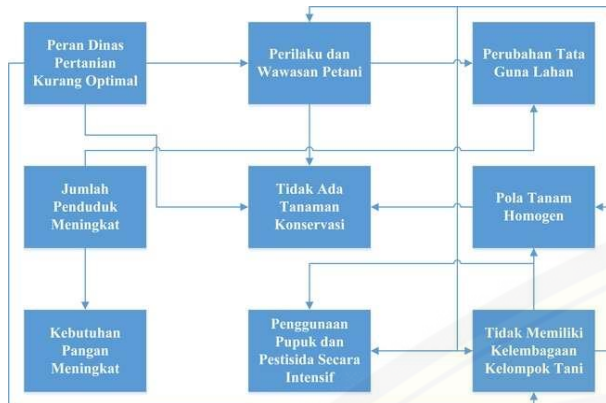 Peran Dinas
Pertanian
Kurang Optimal
Perilaku dan
Wawasan Petani
Perubahan Tata
Guna Lahan
Jumlah
Penduduk
Meningkat
Tidak Ada
Tanaman
Konservasi
Pola Tanam
Homogen
Kebutuhan
Pangan
Meningkat
Penggunaan
Pupuk dan
Pestisida Secara
Intensif
Tidak Memiliki
Kelembagaan
Kelompok Tani